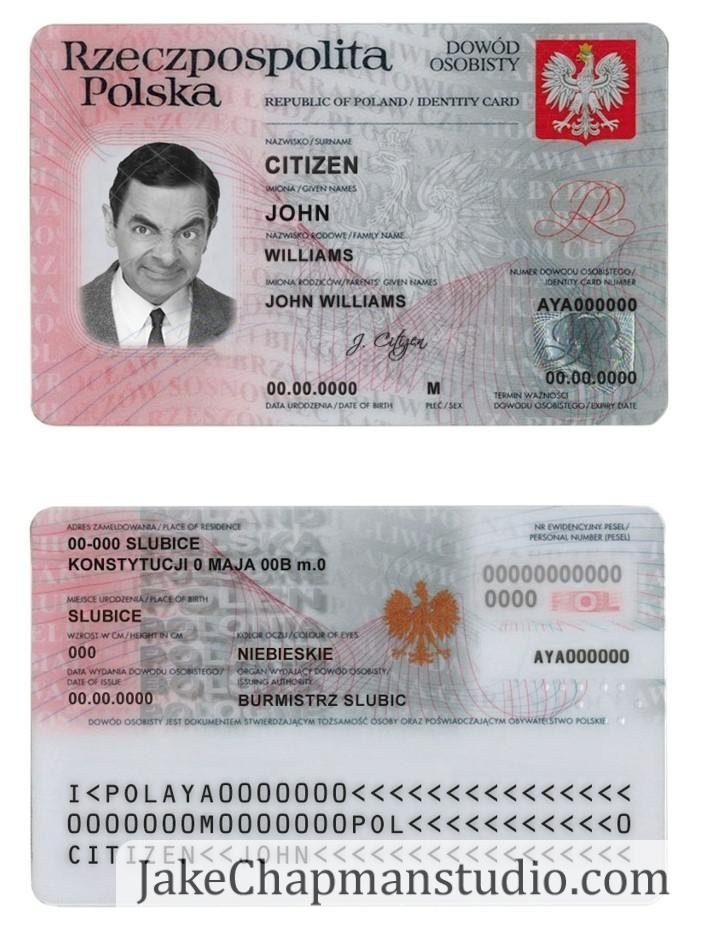 Rzeczpospolita
Polska
DOWÓD
OSOBISTY
REPUBLIC OF POLAND / IDENTITY CARD
NAZWISKO / SURNAME
CITIZEN
IMIONA / GIVEN NAMES
JOHN
NAZWISKO RODOWE / FAMILY NAME
WILLIAMS
IMIONA RODZICÓW/PARENTS' GIVEN NAMES
JOHN WILLIAMS
NUMER DOWODU OSOBISTEGO /
IDENTITY CARD NUMBER
AYA000000
J. Citizen
00.00.0000 M 00.00.0000
DATA URODZENIA / DATE OF BIRTH PŁEĆ / SEX TERMIN WAŻNOŚCI
DOWODU OSOBISTEGO / EXPIRY DATE
ADRES ZAMELDOWANIA / PLACE OF RESIDENCE
00-000 SLUBICE
KONSTYTUCJI 0 MAJA 00B m.0
NR EWIDENCYJNY PESEL/
PERSONAL NUMBER (PESEL)
00000000000
0000 POL
MIEJSCE URODZENIA / PLACE OF BIRTH
SLUBICE
WZROST W CM / HEIGHT IN CM KOLOR OCZU / COLOUR OF EYES
000 NIEBIESKIE
AYA000000
DATA WYDANIA DOWODU OSOBISTEGO /
DATE OF ISSUE
ORGAN WYDAJĄCY DOWÓD OSOBISTY/
ISSUING AUTHORITY
00.00.0000 BURMISTRZ SLUBIC
DOWÓD OSOBISTY JEST DOKUMENTEM STWIERDZAJĄCYM TOŻSAMOŚĆ OSOBY ORAZ POŚWIADCZAJĄCYM OBYWATELSTWO POLSKIE
I<POLAYA0000000<<<<<<<<<<<<<<<
0000000M0000000POL<<<<<<<<<<<0
CITIZEN<<JOHN<<<<<<<<<<<<<<<<<
JakeChapmanstudio.com